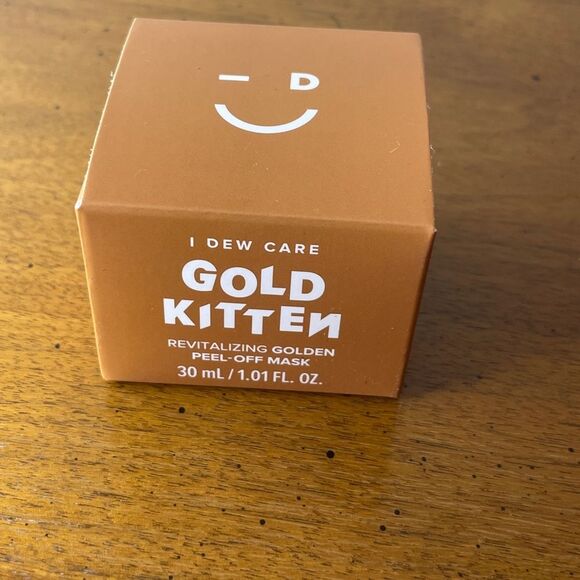 I D
I DEW CARE
GOLD
KITTEN
REVITALIZING GOLDEN
PEEL-OFF MASK
30 mL / 1.01 FL. OZ.